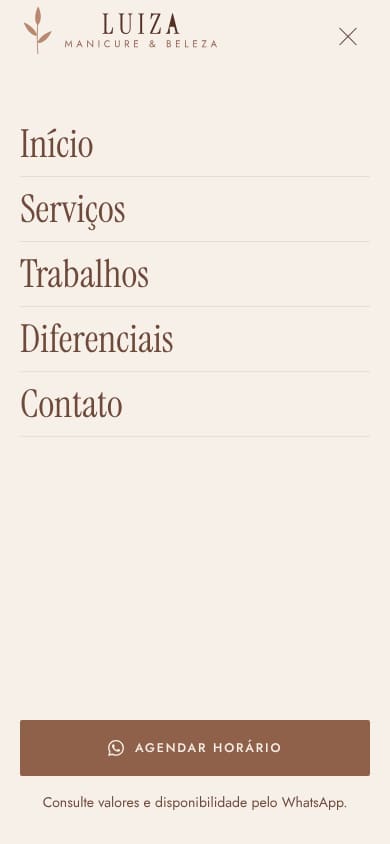 LUIZA
MANICURE & BELEZA
Início
Serviços
Trabalhos
Diferenciais
Contato
AGENDAR HORÁRIO
Consulte valores e disponibilidade pelo WhatsApp.